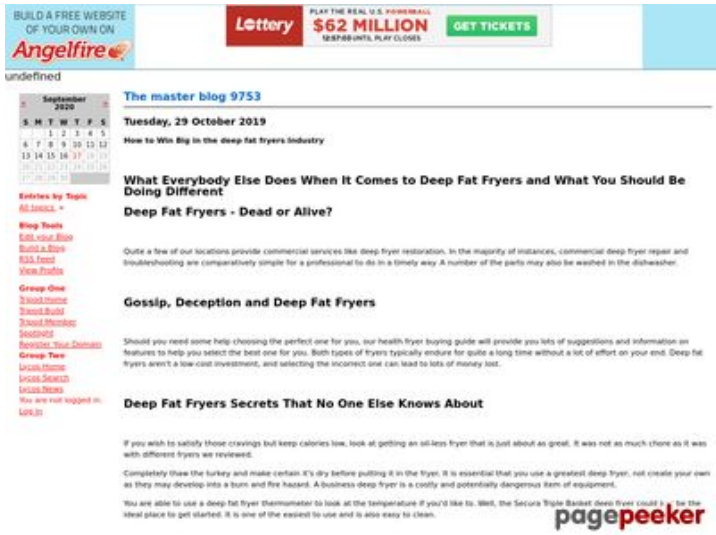 BUILD A FREE WEBSITE
OF YOUR OWN ON
Angelfire
Lottery
PLAY THE REAL U.S. POWERBALL
$62 MILLION
UNTIL PLAY CLOSES
GET TICKETS
undefined
«
September
2020
»
S M T W T F S
1 2 3 4 5
6 7 8 9 10 11 12
13 14 15 16 17 18 19
20 21 22 23 24 25 26
27 28 29 30
Entries by Topic
All topics «
Blog Tools
Edit your Blog
Build a Blog
RSS Feed
View Profile
Group One
Tripod Home
Tripod Build
Tripod Member
Spotlight
Register Your Domain
Group Two
Lycos Home
Lycos Search
Lycos News
You are not logged in.
Log in
The master blog 9753
Tuesday, 29 October 2019
How to Win Big in the deep fat fryers Industry
What Everybody Else Does When It Comes to Deep Fat Fryers and What You Should Be
Doing Different
Deep Fat Fryers - Dead or Alive?
Quite a few of our locations provide commercial services like deep fryer restoration. In the majority of instances, commercial deep fryer repair and
troubleshooting are comparatively simple for a professional to do in a timely way. A number of the parts may also be washed in the dishwasher.
Gossip, Deception and Deep Fat Fryers
Should you need some help choosing the perfect one for you, our health fryer buying guide will provide you lots of suggestions and information on
features to help you select the best one for you. Both types of fryers typically endure for quite a long time without a lot of effort on your end. Deep fat
fryers aren't a low-cost investment, and selecting the incorrect one can lead to lots of money lost.
Deep Fat Fryers Secrets That No One Else Knows About
If you wish to satisfy those cravings but keep calories low, look at getting an oil-less fryer that is just about as great. It was not as much chore as it was
with different fryers we reviewed.
Completely thaw the turkey and make certain it's dry before putting it in the fryer. It is essential that you use a greatest deep fryer, not create your own
as they may develop into a burn and fire hazard. A business deep fryer is a costly and potentially dangerous item of equipment.
You are able to use a deep fat fryer thermometer to look at the temperature if you'd like to. Well, the Secura Triple Basket deep fryer could be the
ideal place to get started. It is one of the easiest to use and is also easy to clean.
pagepeeker